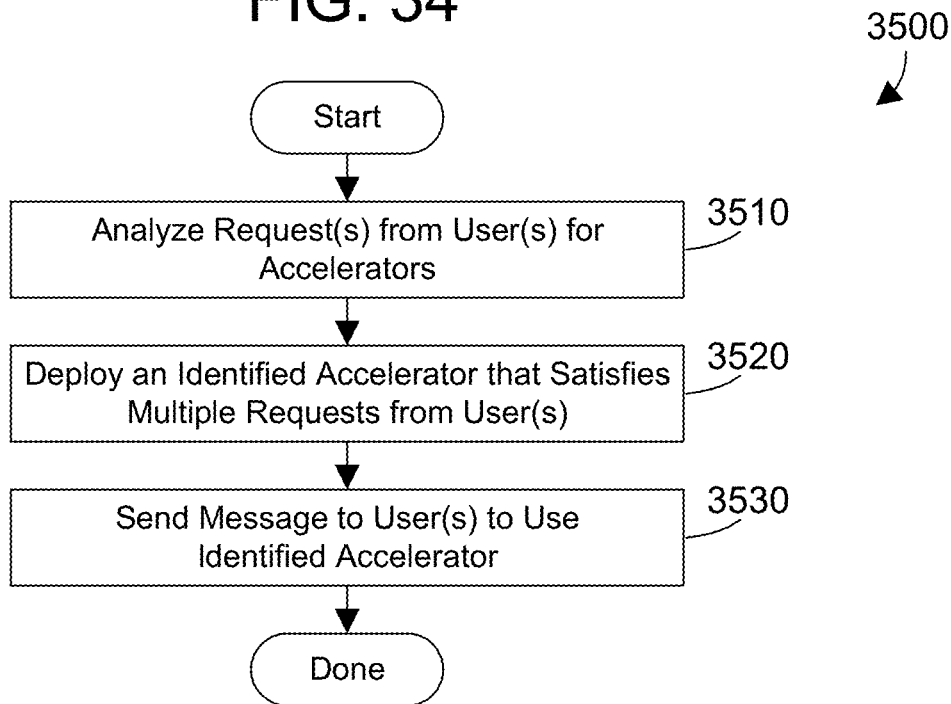 FIG. 34
3500
Start
Analyze Request(s) from User(s) for
Accelerators
3510
Deploy an Identified Accelerator that Satisfies
Multiple Requests from User(s)
3520
Send Message to User(s) to Use
Identified Accelerator
3530
Done